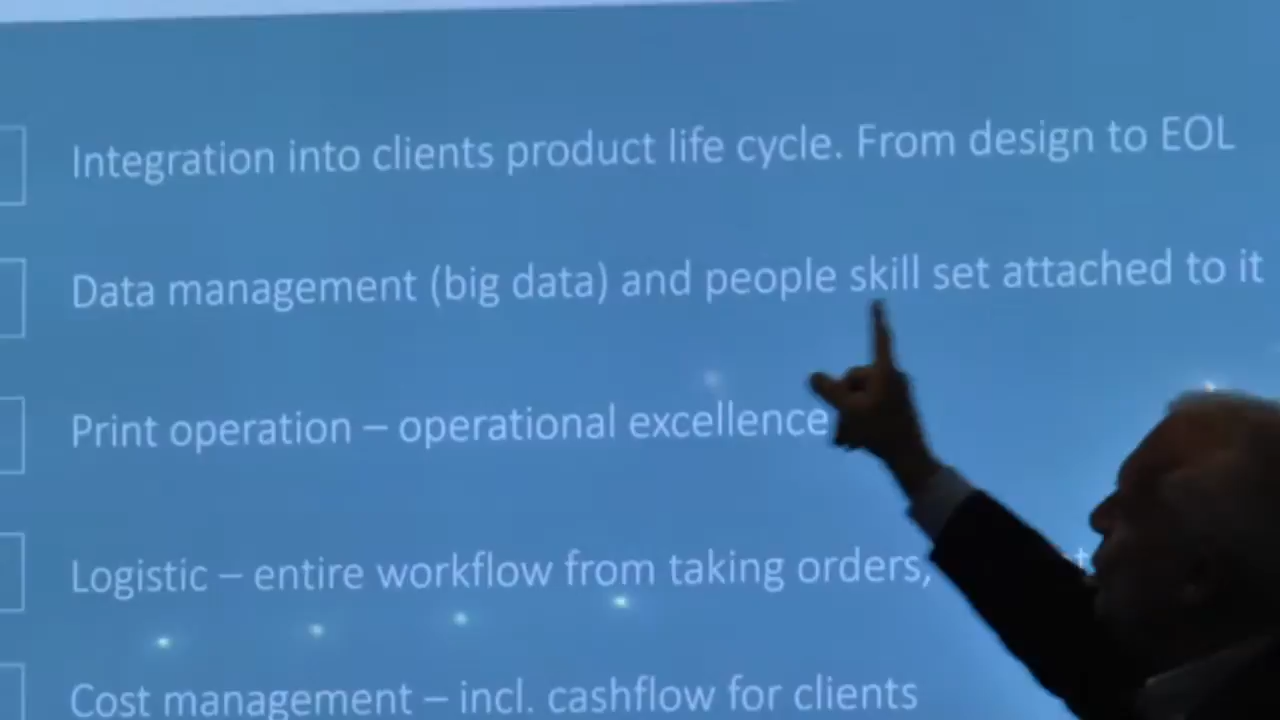 Integration into clients product life cycle. From design to EOL
Data management (big data) and people skill set attached to it
Print operation – operational excellence
Logistic – entire workflow from taking orders,
Cost management – incl. cashflow for clients